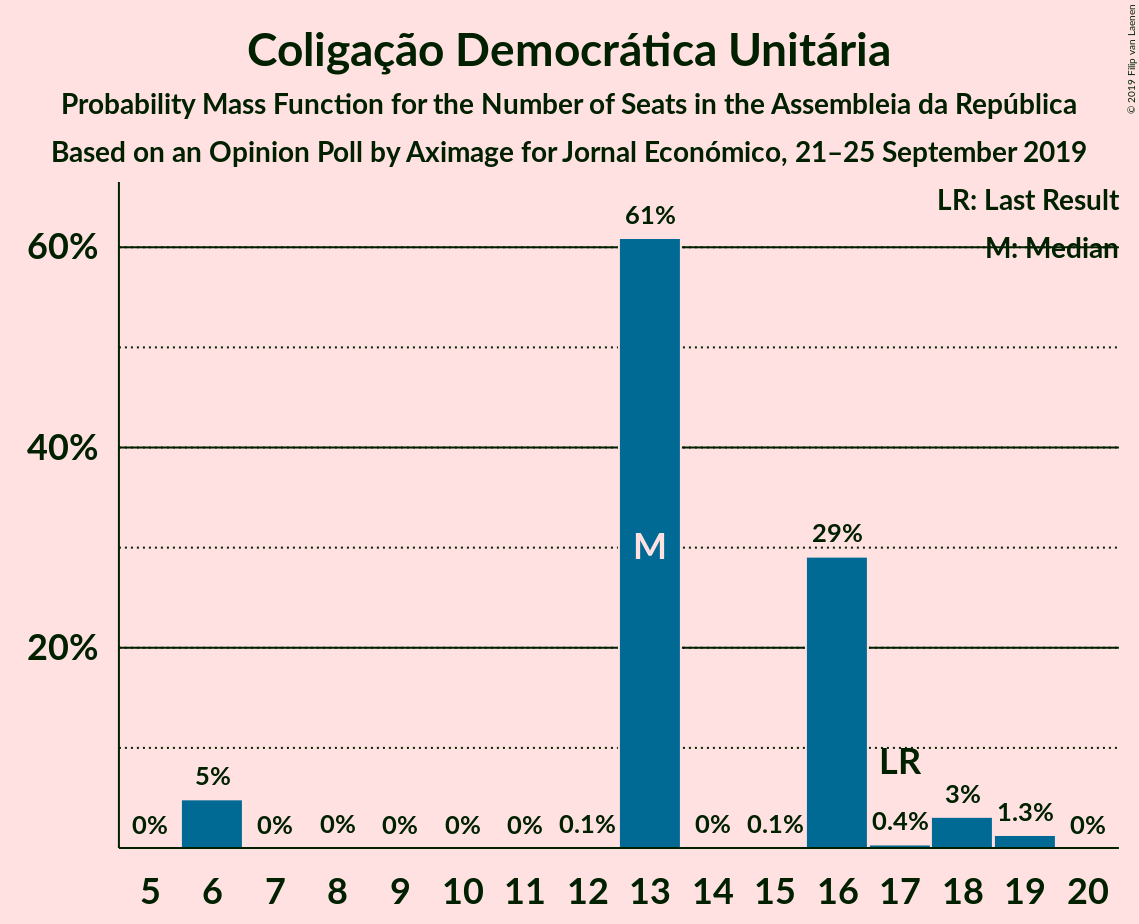 Coligação Democrática Unitária
Probability Mass Function for the Number of Seats in the Assembleia da República
Based on an Opinion Poll by Aximage for Jornal Económico, 21–25 September 2019
© 2019 Filip van Laenen
LR: Last Result
M: Median
60%
40%
20%
0%
5%
0%
0%
0%
0%
0%
0.1%
61%
0%
0.1%
29%
0.4%
3%
1.3%
0%
M
LR
5 6 7 8 9 10 11 12 13 14 15 16 17 18 19 20